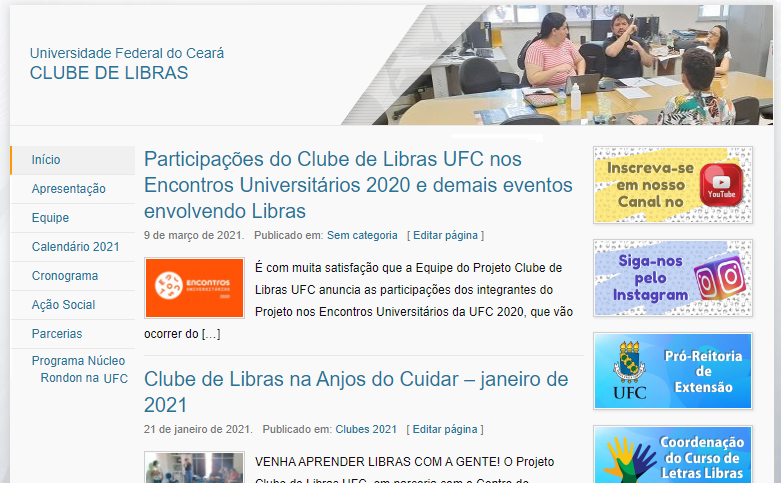 Universidade Federal do Ceará
CLUBE DE LIBRAS
Início
Apresentação
Equipe
Calendário 2021
Cronograma
Ação Social
Parcerias
Programa Núcleo
Rondon na UFC
Participações do Clube de Libras UFC nos
Encontros Universitários 2020 e demais eventos
envolvendo Libras
9 de março de 2021. Publicado em: Sem categoria [ Editar página ]
ENCONTROS
UNIVERSITÁRIOS
2020
É com muita satisfação que a Equipe do Projeto Clube de
Libras UFC anuncia as participações dos integrantes do
Projeto nos Encontros Universitários da UFC 2020, que vão
ocorrer do [...]
Clube de Libras na Anjos do Cuidar – janeiro de
2021
21 de janeiro de 2021. Publicado em: Clubes 2021 [ Editar página ]
VENHA APRENDER LIBRAS COM A GENTE! O Projeto
Clube de Libras UFC, em parceria com o Centro de
Inscreva-se
em nosso
Canal no
YouTube
Siga-nos
pelo
Instagram
UFC
Pró-Reitoria
de
Extensão
Coordenação
do Curso de
Letras Libras